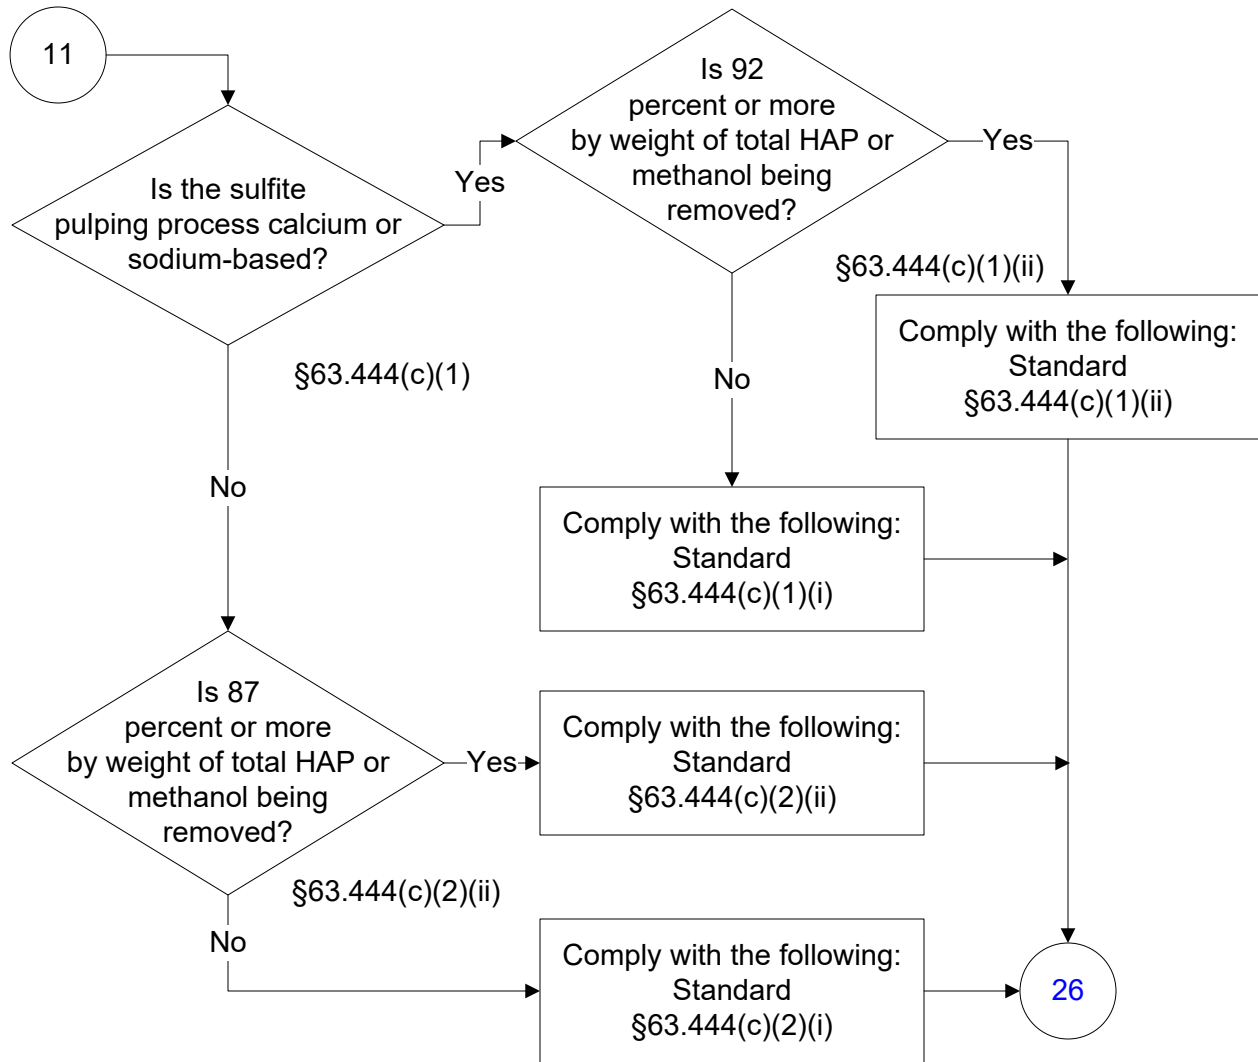 11
Is the sulfite
pulping process calcium or
sodium-based?
Yes
Is 92
percent or more
by weight of total HAP or
methanol being
removed?
Yes
§63.444(c)(1)(ii)
Comply with the following:
Standard
§63.444(c)(1)(ii)
§63.444(c)(1)
No
No
Comply with the following:
Standard
§63.444(c)(1)(i)
Is 87
percent or more
by weight of total HAP or
methanol being
removed?
Yes
Comply with the following:
Standard
§63.444(c)(2)(ii)
§63.444(c)(2)(ii)
No
Comply with the following:
Standard
§63.444(c)(2)(i)
26